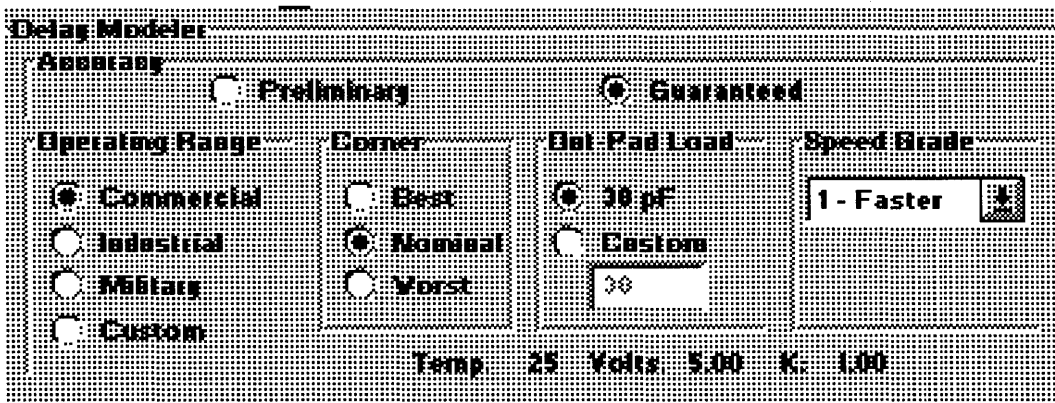 Delay Modeler
Accuracy
Preliminary Guaranteed
Operating Range Corner Out-Pad Load Speed Grade
Commercial Best 30 pF 1 - Faster
Industrial Nominal Custom
Military Worst 30
Custom
Temp. 25 Volts. 5.00 K: 1.00